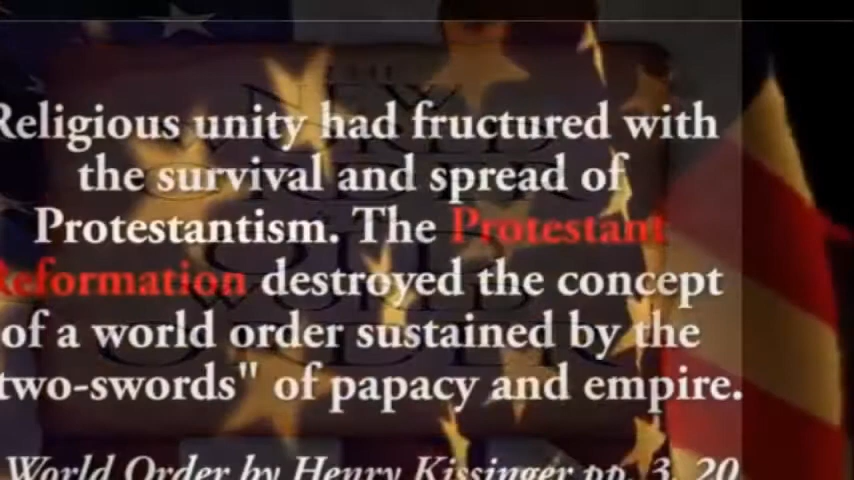 Religious unity had fructured with
the survival and spread of
Protestantism. The Protestant
Reformation destroyed the concept
of a world order sustained by the
two-swords" of papacy and empire.
World Order by Henry Kissinger pp. 3, 20